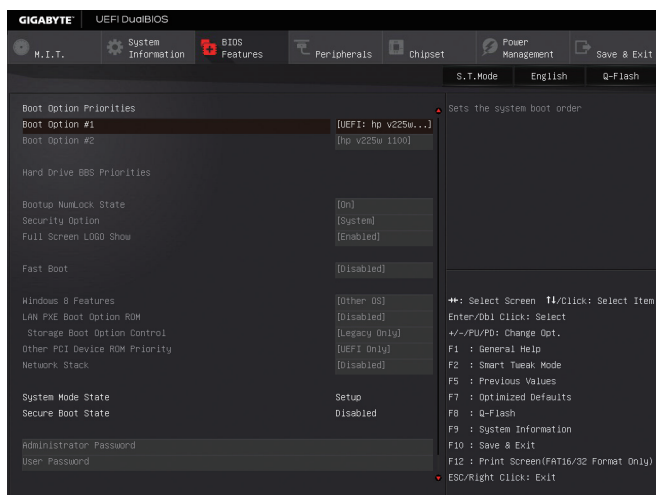 GIGABYTE™ UEFI DualBIOS
M.I.T.
System Information
BIOS Features
Peripherals
Chipset
Power Management
Save & Exit
S.T.Mode English Q-Flash
Boot Option Priorities
Boot Option #1 [UEFI: hp v225w...]
Boot Option #2 [hp v225w 1100]
Hard Drive BBS Priorities
Bootup NumLock State [On]
Security Option [System]
Full Screen LOGO Show [Enabled]
Fast Boot [Disabled]
Windows 8 Features [Other OS]
LAN PXE Boot Option ROM [Disabled]
Storage Boot Option Control [Legacy Only]
Other PCI Device ROM Priority [UEFI Only]
Network Stack [Disabled]
System Mode State Setup
Secure Boot State Disabled
Administrator Password
User Password
Sets the system boot order
→←: Select Screen ↑↓/Click: Select Item
Enter/Dbl Click: Select
+/-/PU/PD: Change Opt.
F1 : General Help
F2 : Smart Tweak Mode
F5 : Previous Values
F7 : Optimized Defaults
F8 : Q-Flash
F9 : System Information
F10 : Save & Exit
F12 : Print Screen(FAT16/32 Format Only)
ESC/Right Click: Exit